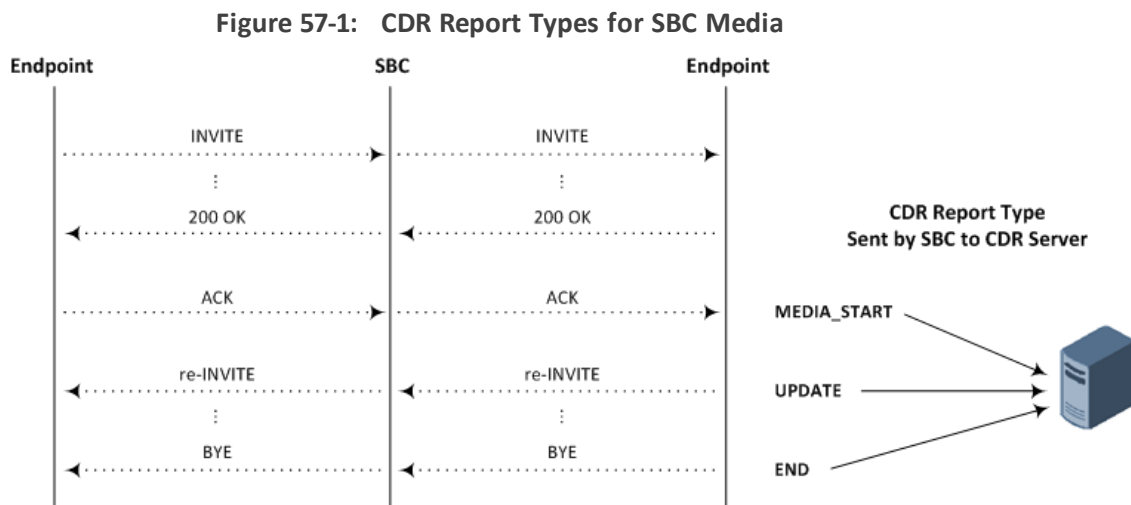 Figure 57-1: CDR Report Types for SBC Media
Endpoint SBC Endpoint
INVITE INVITE
200 OK 200 OK
CDR Report Type
Sent by SBC to CDR Server
ACK ACK
MEDIA_START
re-INVITE re-INVITE
UPDATE
BYE BYE
END